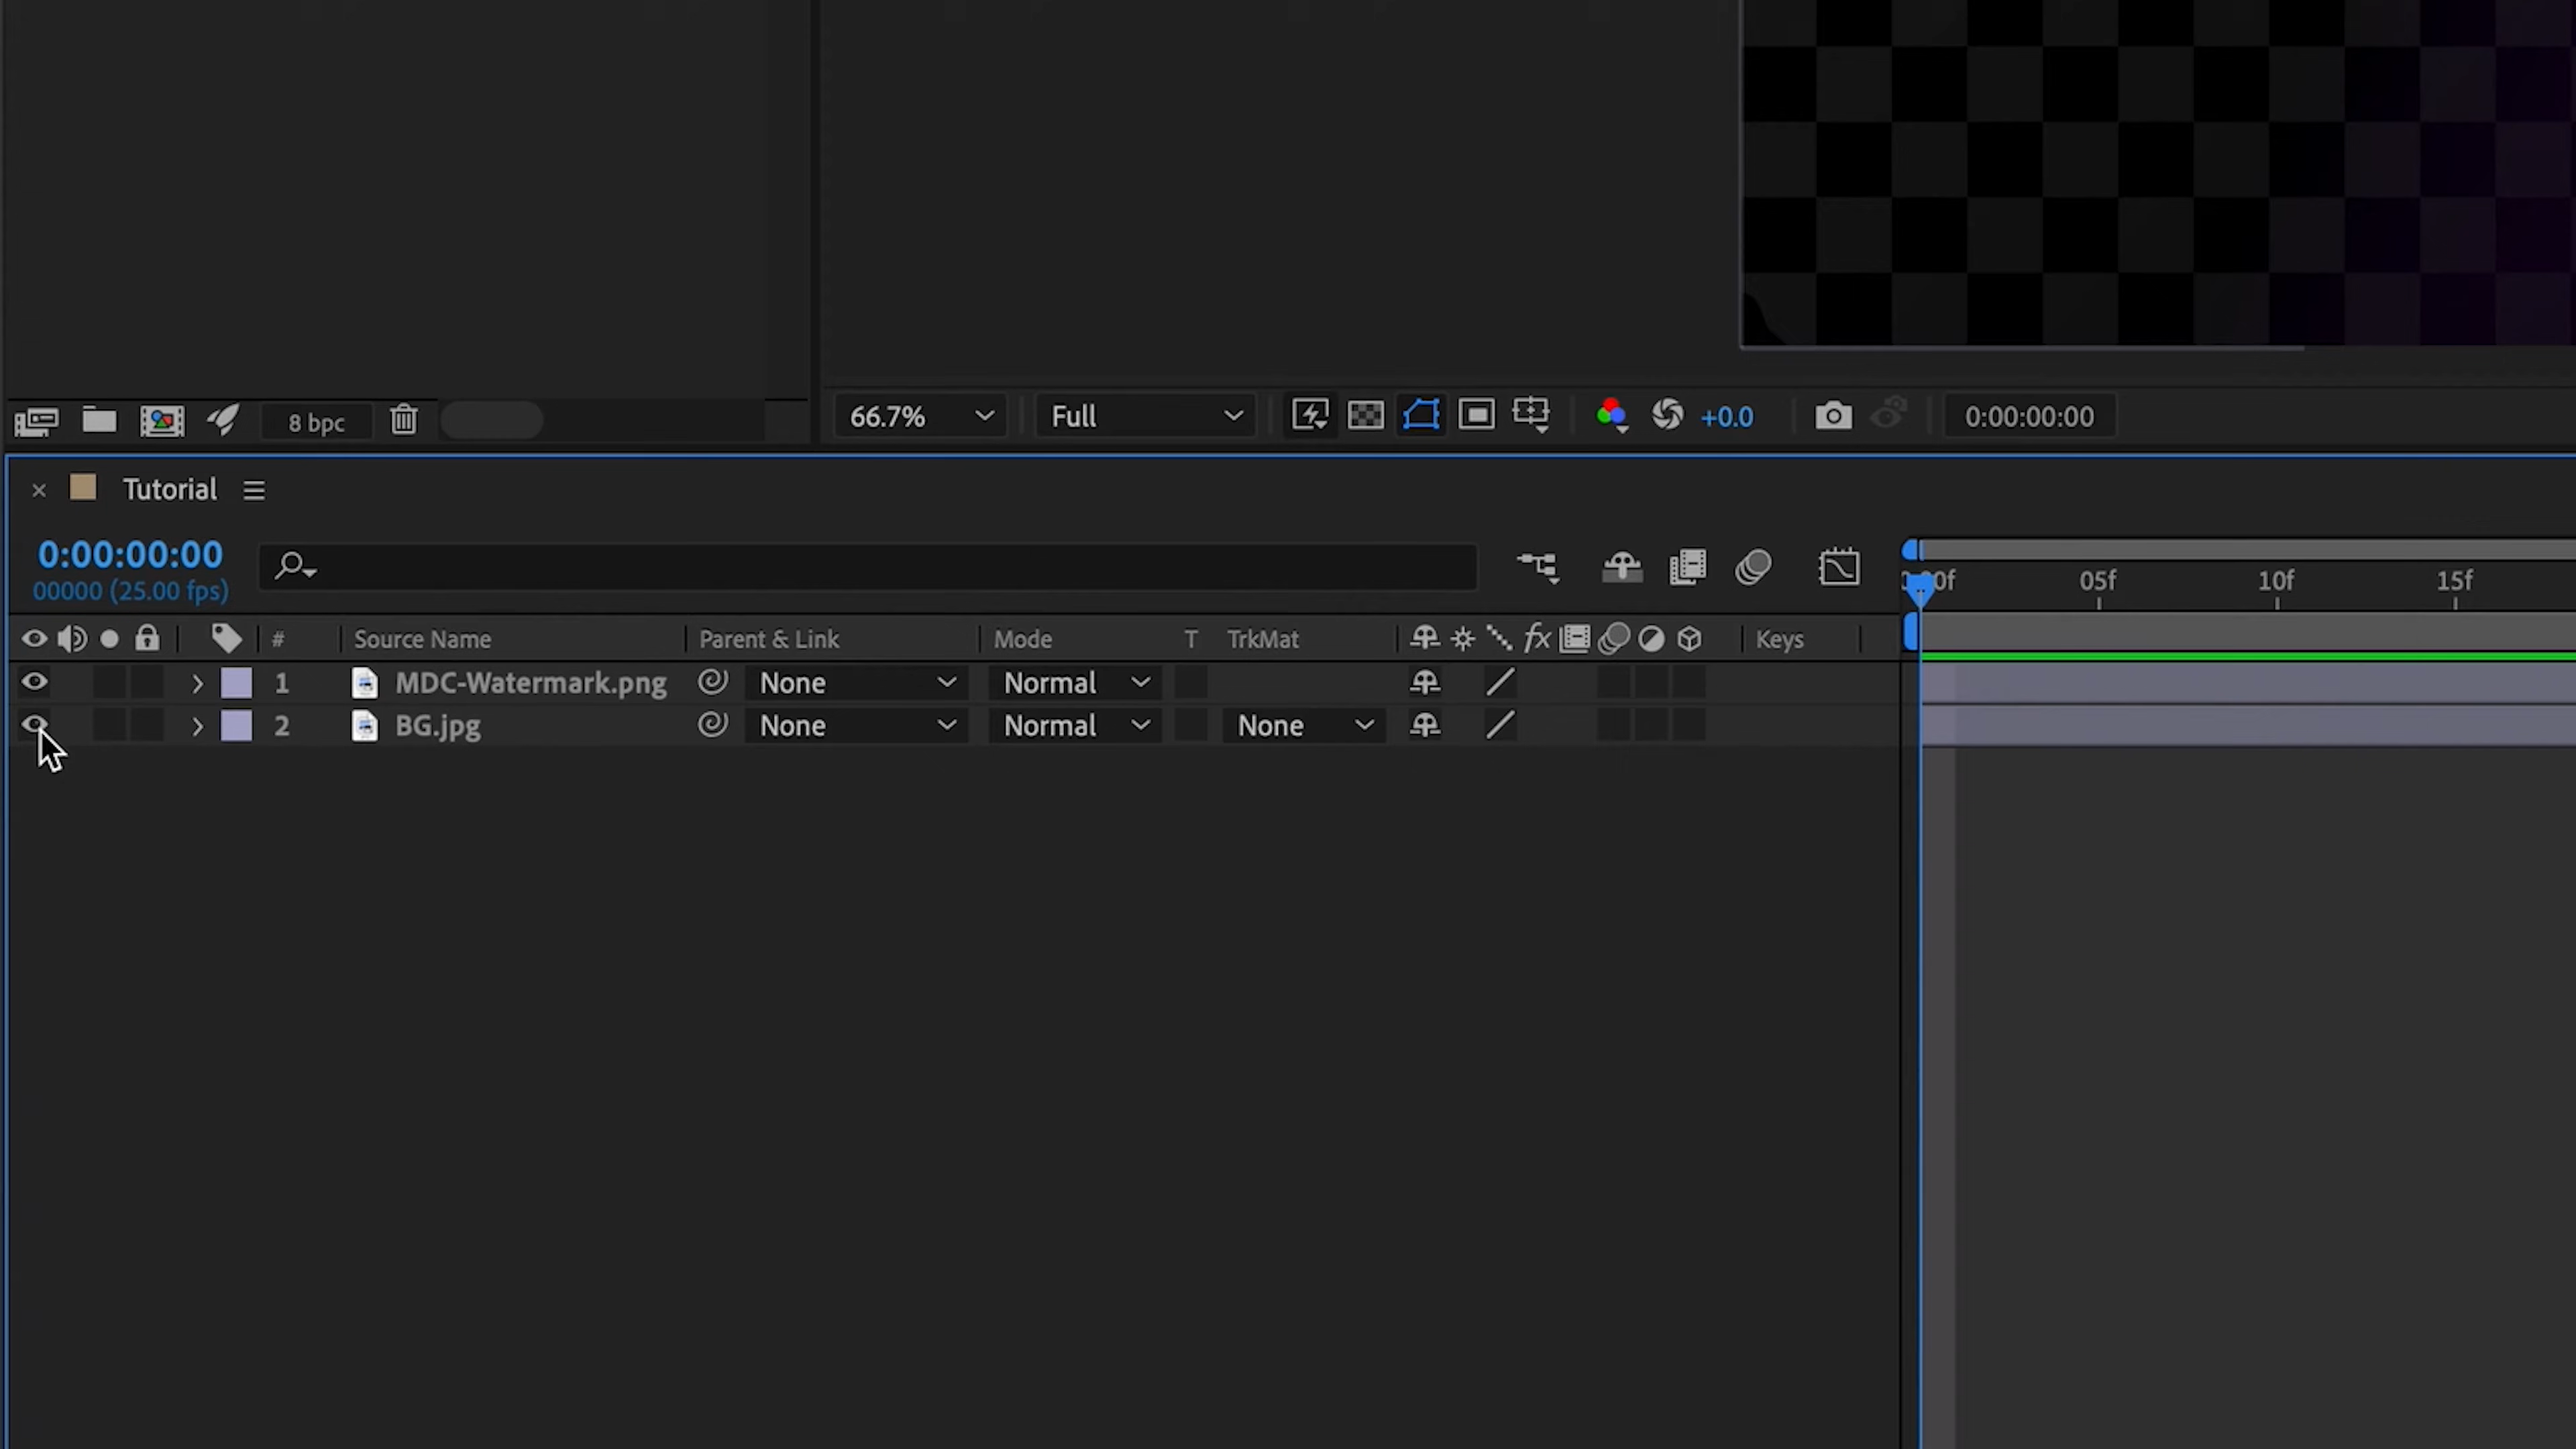 8 bpc
66.7% Full +0.0 0:00:00:00
Tutorial
0:00:00:00
00000 (25.00 fps)
05f 10f 15f
# Source Name Parent & Link Mode T TrkMat fx Keys
1 MDC-Watermark.png None Normal
2 BG.jpg None Normal None